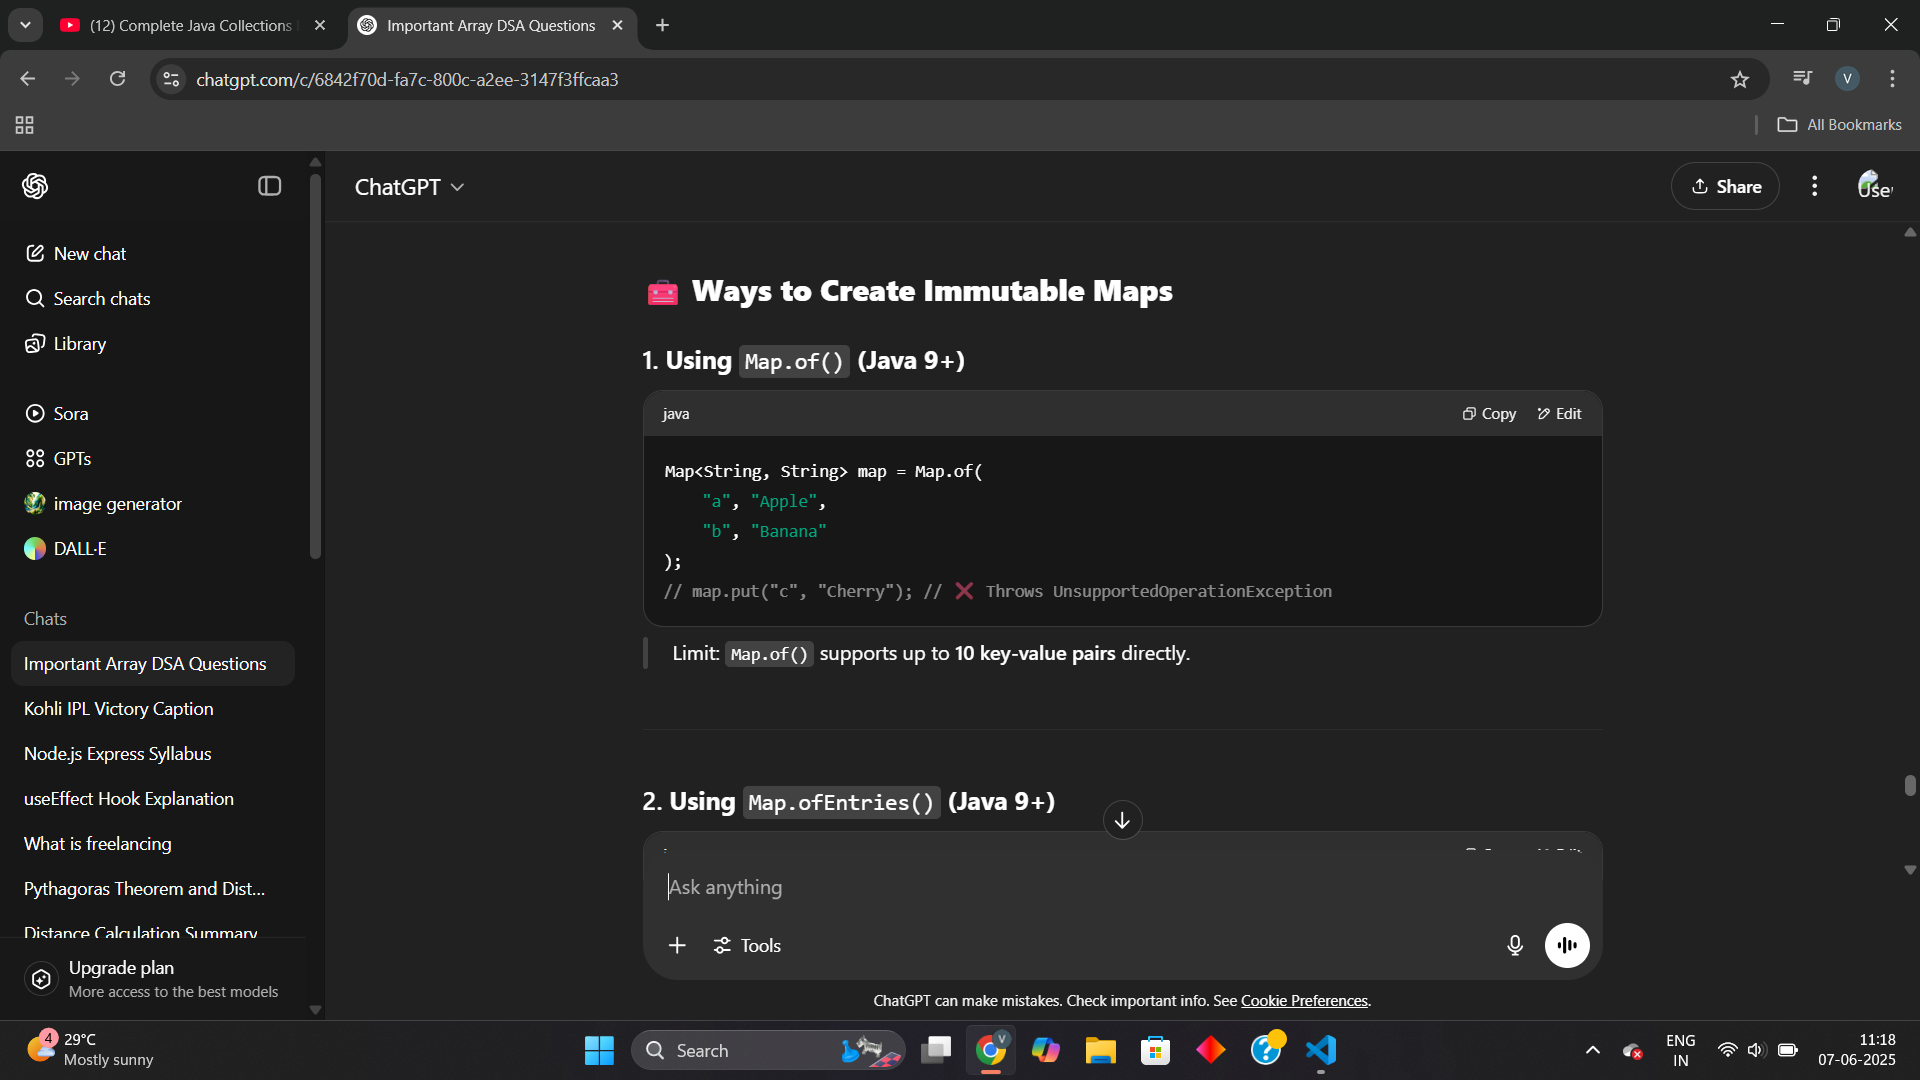 (12) Complete Java Collections
Important Array DSA Questions
chatgpt.com/c/6842f70d-fa7c-800c-a2ee-3147f3ffcaa3
V
All Bookmarks
ChatGPT
Share
User
New chat
Search chats
Library
Sora
GPTs
image generator
DALL·E
Chats
Important Array DSA Questions
Kohli IPL Victory Caption
Node.js Express Syllabus
useEffect Hook Explanation
What is freelancing
Pythagoras Theorem and Dist...
Distance Calculation Summary
Upgrade plan
More access to the best models
Ways to Create Immutable Maps
1. Using Map.of() (Java 9+)
java
Copy
Edit
Map<String, String> map = Map.of(
"a", "Apple",
"b", "Banana"
);
// map.put("c", "Cherry"); // ❌ Throws UnsupportedOperationException
Limit: Map.of() supports up to 10 key-value pairs directly.
2. Using Map.ofEntries() (Java 9+)
Ask anything
Tools
ChatGPT can make mistakes. Check important info. See Cookie Preferences.
4
29°C
Mostly sunny
Search
V
ENG
IN
11:18
07-06-2025